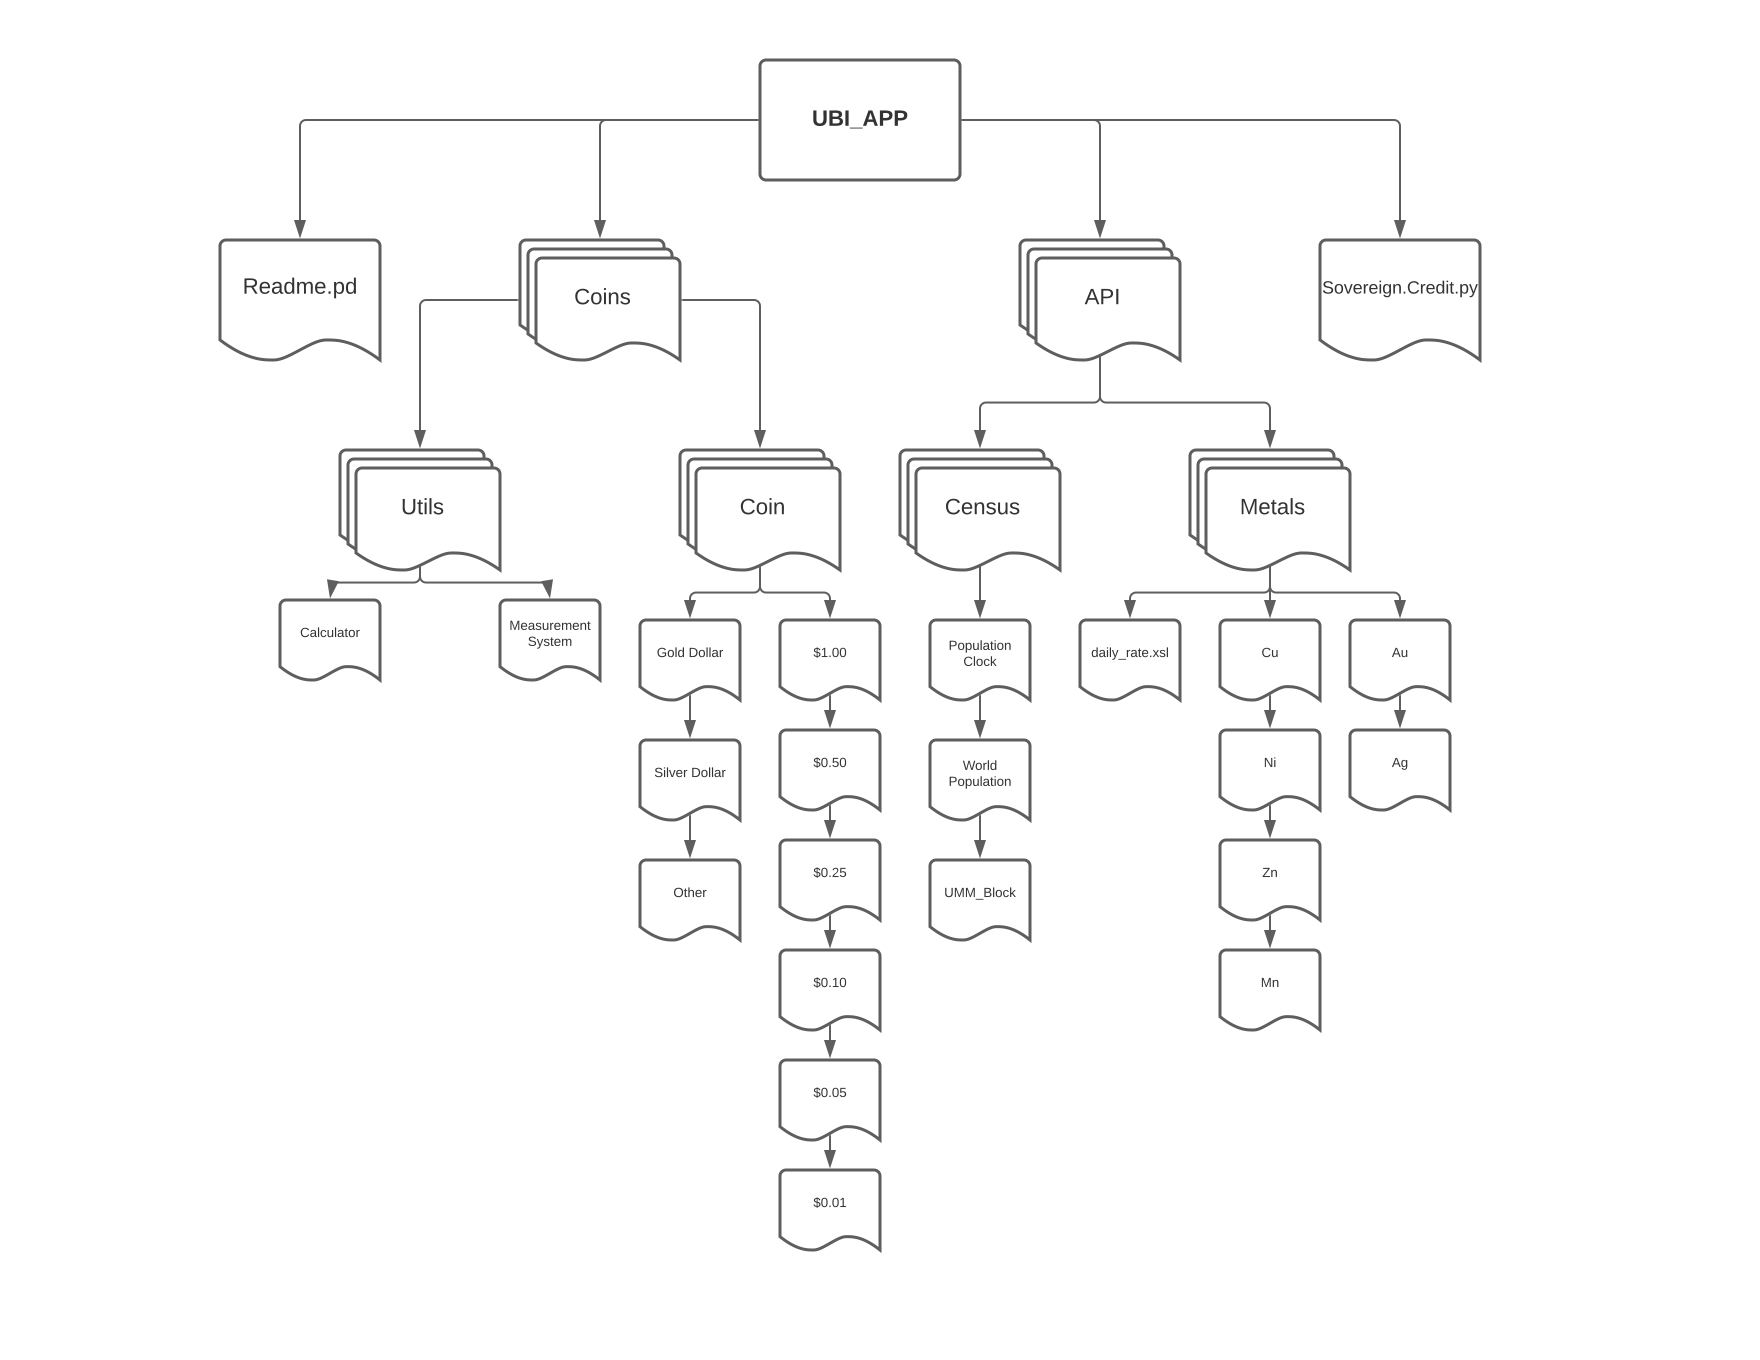 UBI_APP
Readme.pd
Coins
API
Sovereign.Credit.py
Utils
Coin
Census
Metals
Calculator
Measurement
System
Gold Dollar
$1.00
Population
Clock
daily_rate.xsl
Cu
Au
Silver Dollar
$0.50
World
Population
Ni
Ag
Other
$0.25
UMM_Block
Zn
$0.10
Mn
$0.05
$0.01